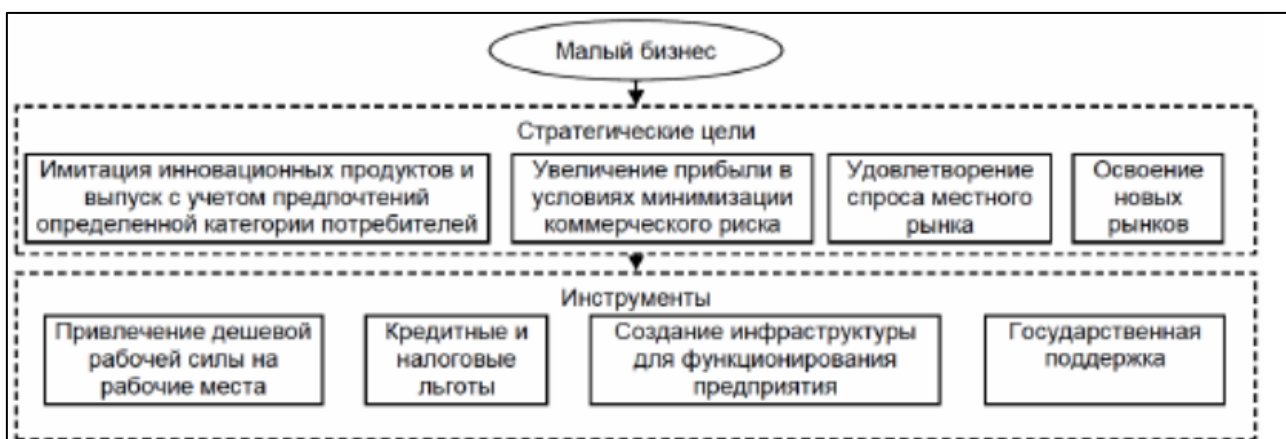 Малый бизнес
Стратегические цели
Имитация инновационных продуктов и
выпуск с учетом предпочтений
определенной категории потребителей
Увеличение прибыли в
условиях минимизации
коммерческого риска
Удовлетворение
спроса местного
рынка
Освоение
новых
рынков
Инструменты
Привлечение дешевой
рабочей силы на
рабочие места
Кредитные и
налоговые
льготы
Создание инфраструктуры
для функционирования
предприятия
Государственная
поддержка